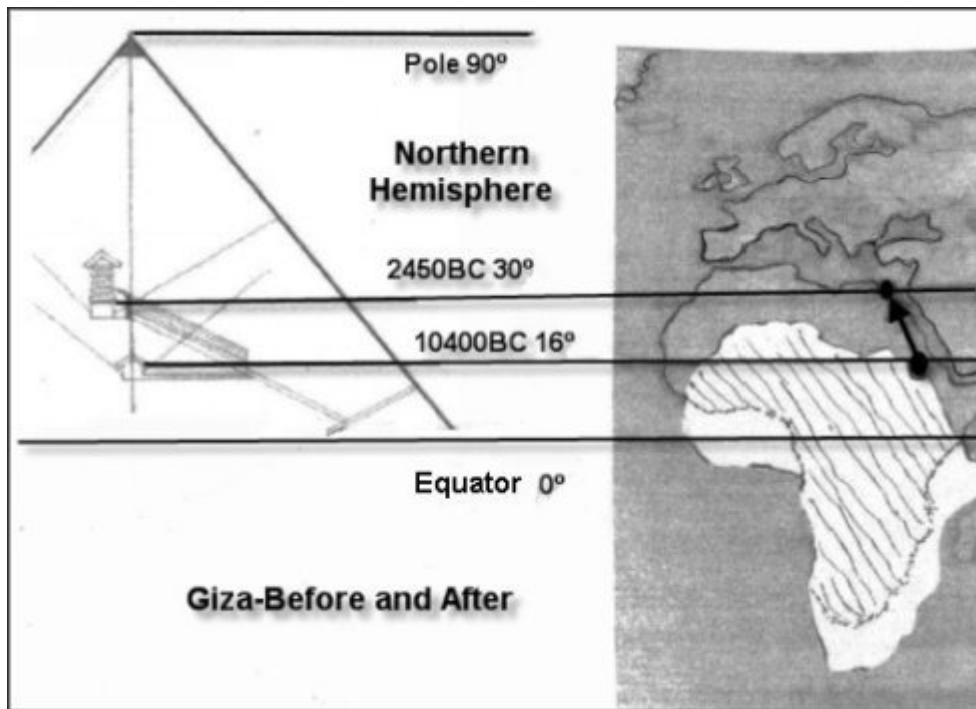 Pole 90º
Northern
Hemisphere
2450BC 30º
10400BC 16º
Equator 0º
Giza-Before and After